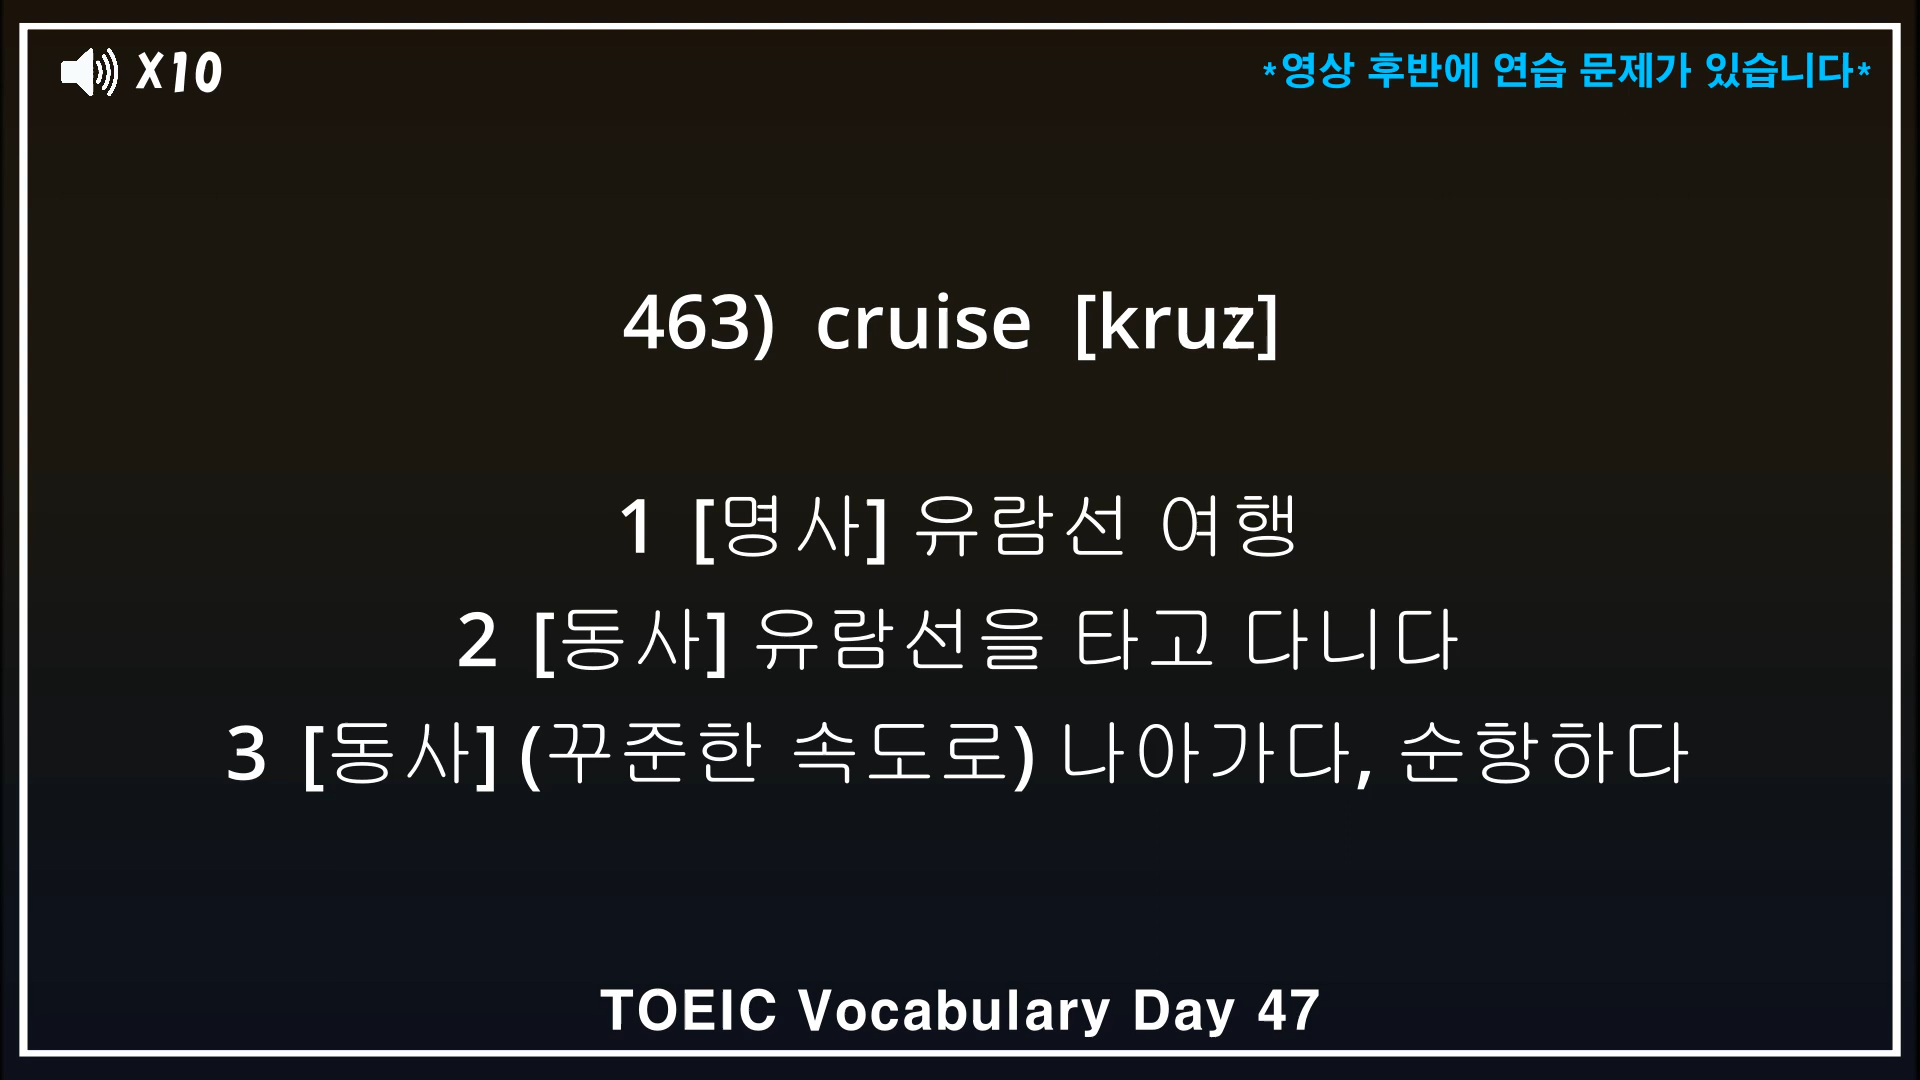 X10
*영상 후반에 연습 문제가 있습니다*
463) cruise [kruz]
1 [명사] 유람선 여행
2 [동사] 유람선을 타고 다니다
3 [동사] (꾸준한 속도로) 나아가다, 순항하다
TOEIC Vocabulary Day 47